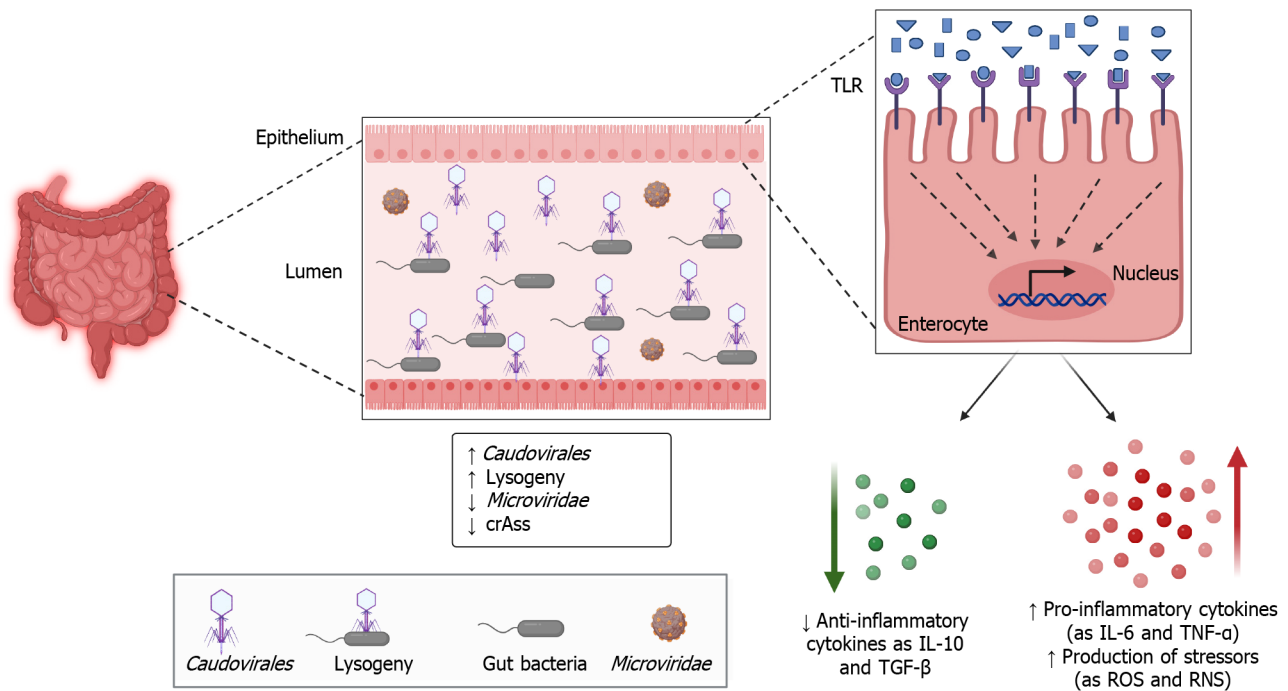 Epithelium
Lumen
TLR
Nucleus
Enterocyte
↑ Caudovirales
↑ Lysogeny
↓ Microviridae
↓ crAss
Caudovirales
Lysogeny
Gut bacteria
Microviridae
↓ Anti-inflammatory
cytokines as IL-10
and TGF-β
↑ Pro-inflammatory cytokines
(as IL-6 and TNF-α)
↑ Production of stressors
(as ROS and RNS)